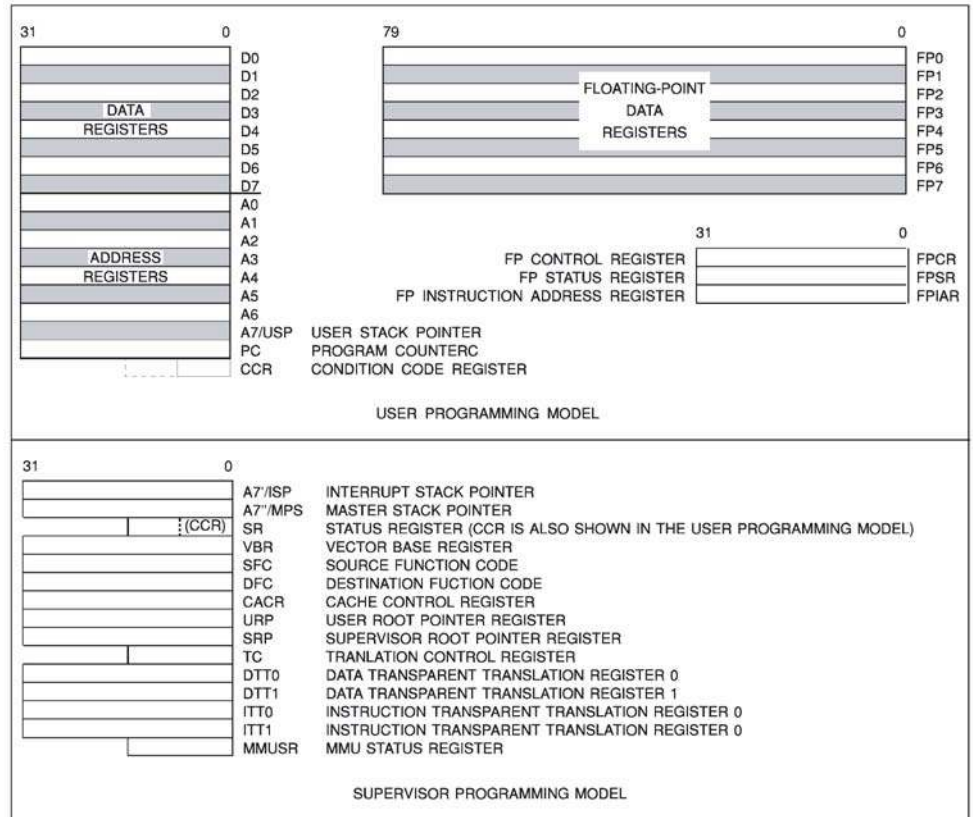 31 0
79 0
D0
D1
D2
DATA D3
REGISTERS D4
D5
D6
D7
FP0
FP1
FLOATING-POINT FP2
DATA FP3
REGISTERS FP4
FP5
FP6
FP7
A0
A1
A2
ADDRESS A3
REGISTERS A4
A5
A6
A7/USP USER STACK POINTER
PC PROGRAM COUNTERC
CCR CONDITION CODE REGISTER
31 0
FP CONTROL REGISTER FPCR
FP STATUS REGISTER FPSR
FP INSTRUCTION ADDRESS REGISTER FPIAR
USER PROGRAMMING MODEL
31 0
A7'/ISP INTERRUPT STACK POINTER
A7"/MPS MASTER STACK POINTER
(CCR) SR STATUS REGISTER (CCR IS ALSO SHOWN IN THE USER PROGRAMMING MODEL)
VBR VECTOR BASE REGISTER
SFC SOURCE FUNCTION CODE
DFC DESTINATION FUCTION CODE
CACR CACHE CONTROL REGISTER
URP USER ROOT POINTER REGISTER
SRP SUPERVISOR ROOT POINTER REGISTER
TC TRANLATION CONTROL REGISTER
DTT0 DATA TRANSPARENT TRANSLATION REGISTER 0
DTT1 DATA TRANSPARENT TRANSLATION REGISTER 1
ITT0 INSTRUCTION TRANSPARENT TRANSLATION REGISTER 0
ITT1 INSTRUCTION TRANSPARENT TRANSLATION REGISTER 0
MMUSR MMU STATUS REGISTER
SUPERVISOR PROGRAMMING MODEL